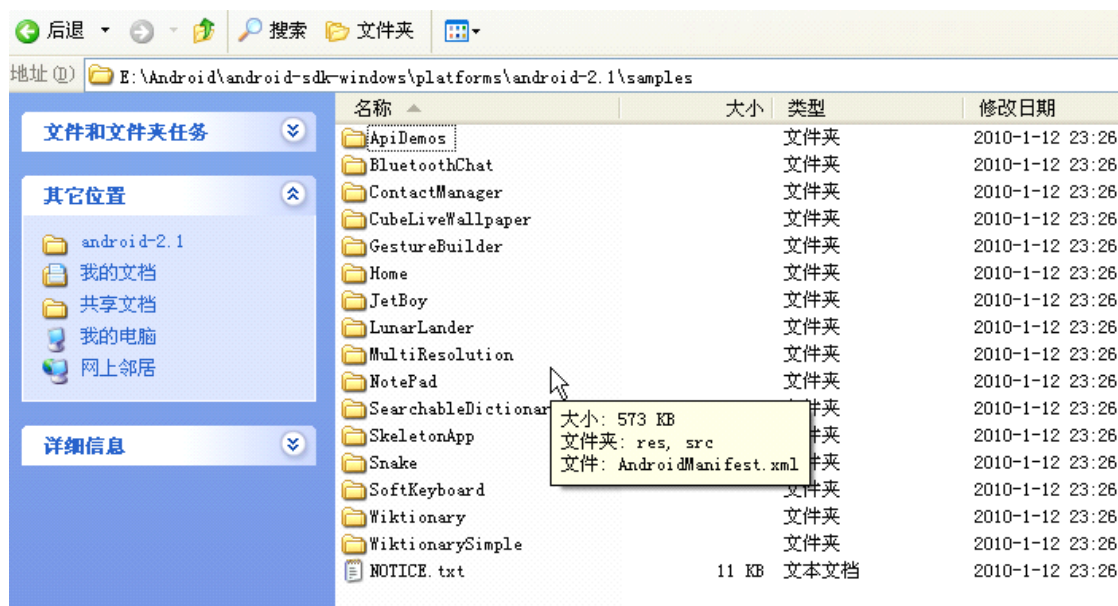 后退 搜索 文件夹
地址(D) E:\Android\android-sdk-windows\platforms\android-2.1\samples
名称 大小 类型 修改日期
文件和文件夹任务
其它位置
android-2.1
我的文档
共享文档
我的电脑
网上邻居
详细信息
ApiDemos 文件夹 2010-1-12 23:26
BluetoothChat 文件夹 2010-1-12 23:26
ContactManager 文件夹 2010-1-12 23:26
CubeLiveWallpaper 文件夹 2010-1-12 23:26
GestureBuilder 文件夹 2010-1-12 23:26
Home 文件夹 2010-1-12 23:26
JetBoy 文件夹 2010-1-12 23:26
LunarLander 文件夹 2010-1-12 23:26
MultiResolution 文件夹 2010-1-12 23:26
NotePad 文件夹 2010-1-12 23:26
SearchableDictionar 件夹 2010-1-12 23:26
SkeletonApp 件夹 2010-1-12 23:26
Snake 件夹 2010-1-12 23:26
SoftKeyboard 文件夹 2010-1-12 23:26
Wiktionary 文件夹 2010-1-12 23:26
WiktionarySimple 文件夹 2010-1-12 23:26
NOTICE.txt 11 KB 文本文档 2010-1-12 23:26
大小: 573 KB
文件夹: res, src
文件: AndroidManifest.xml